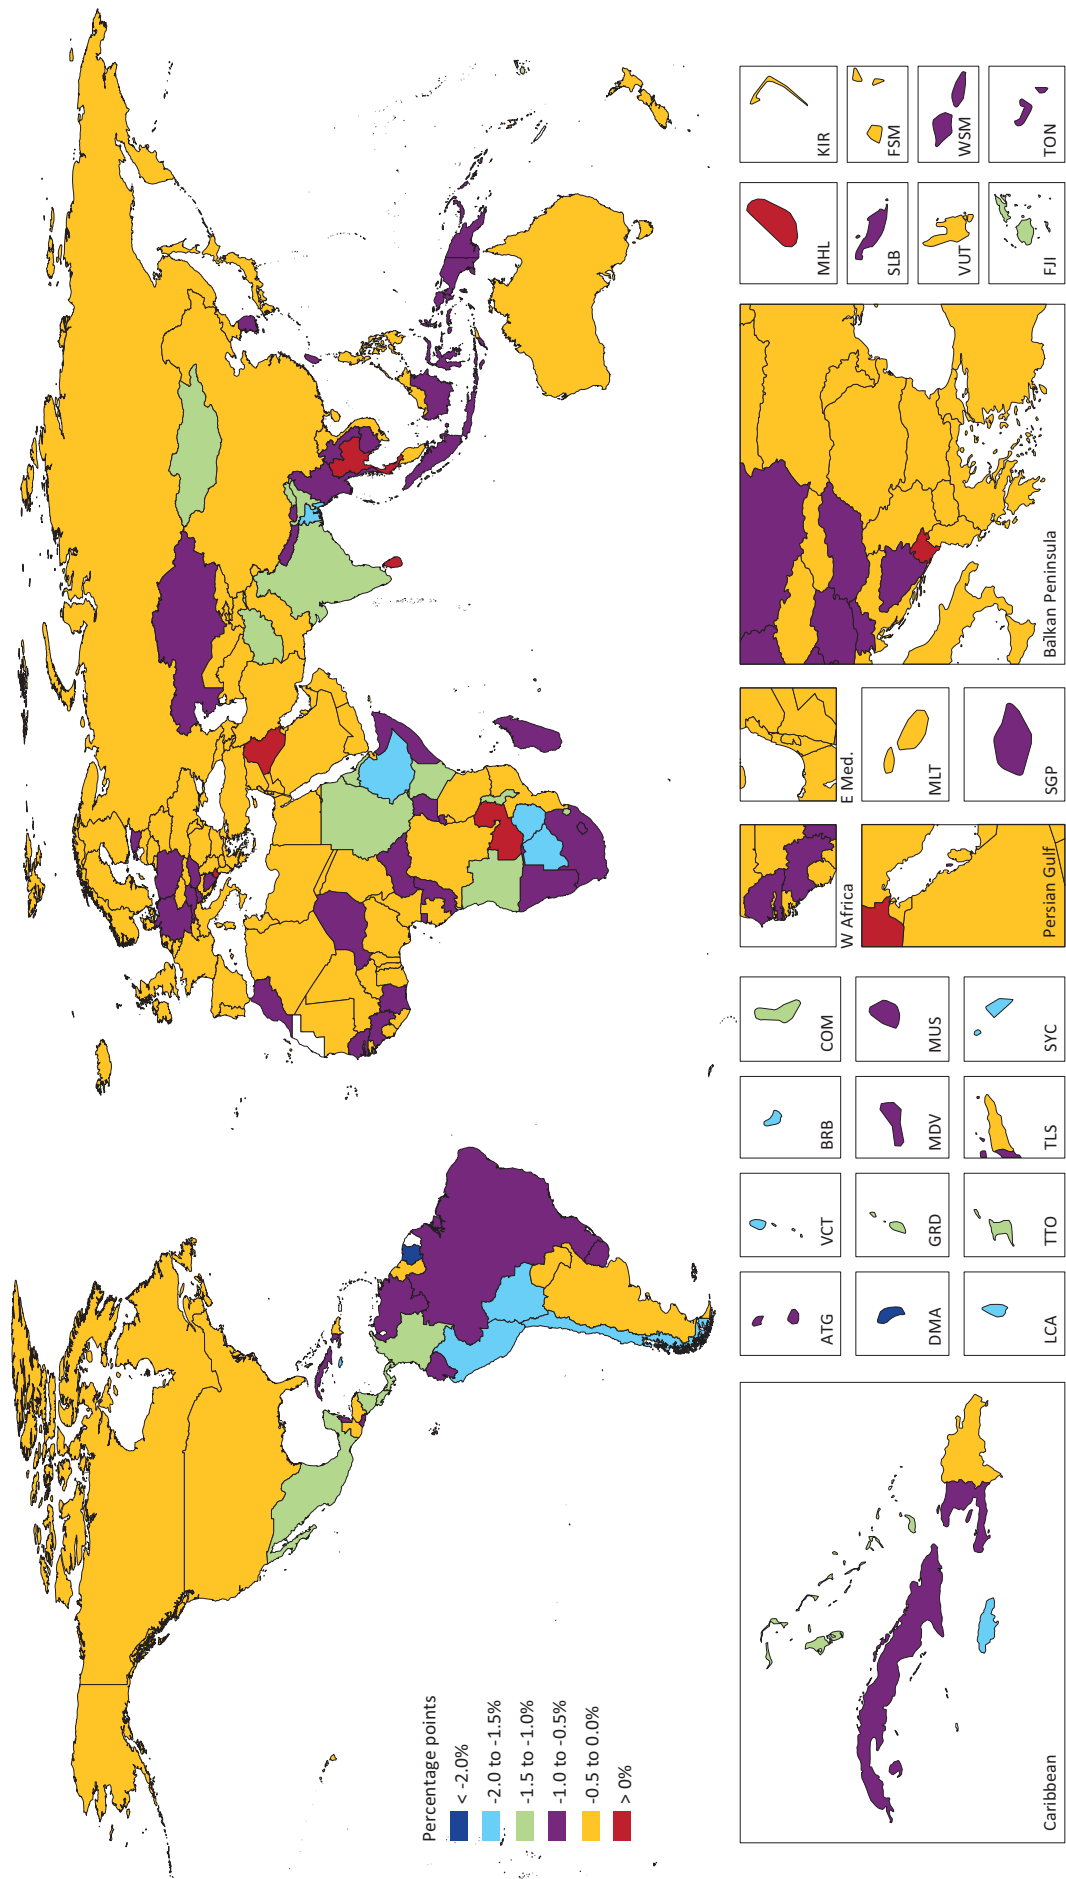 Percentage points
< -2.0%
-2.0 to -1.5%
-1.5 to -1.0%
-1.0 to -0.5%
-0.5 to 0.0%
> 0%
Caribbean
ATG
VCT
BRB
COM
DMA
GRD
MDV
MUS
LCA
TTO
TLS
SYC
W Africa
E Med.
Persian Gulf
MLT
SGP
Balkan Peninsula
MHL
KIR
SLB
FSM
VUT
WSM
FJI
TON